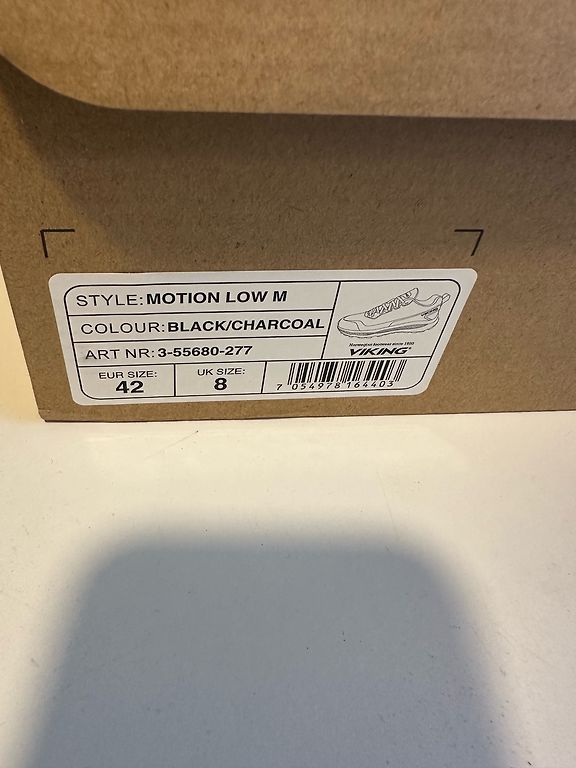 STYLE: MOTION LOW M
COLOUR: BLACK/CHARCOAL
ART NR: 3-55680-277
EUR SIZE:
42
UK SIZE:
8
Norwegian footwear since 1920
VIKING®
7 054978 164403